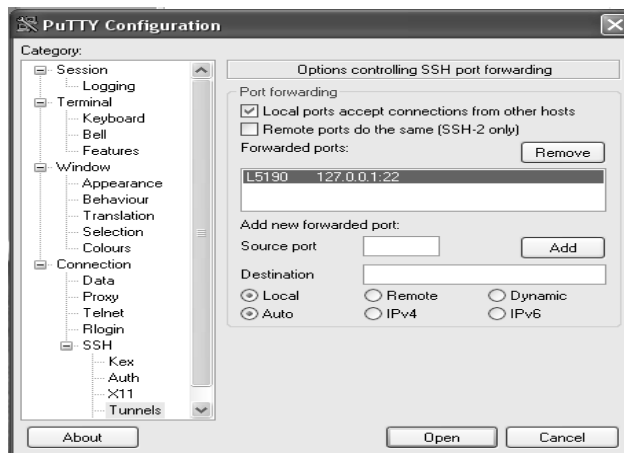 PuTTY Configuration
Category:
Session
Logging
Terminal
Keyboard
Bell
Features
Window
Appearance
Behaviour
Translation
Selection
Colours
Connection
Data
Proxy
Telnet
Rlogin
SSH
Kex
Auth
X11
Tunnels
Options controlling SSH port forwarding
Port forwarding
Local ports accept connections from other hosts
Remote ports do the same (SSH-2 only)
Forwarded ports:
Remove
L5190 127.0.0.1:22
Add new forwarded port:
Source port
Add
Destination
Local Remote Dynamic
Auto IPv4 IPv6
About Open Cancel